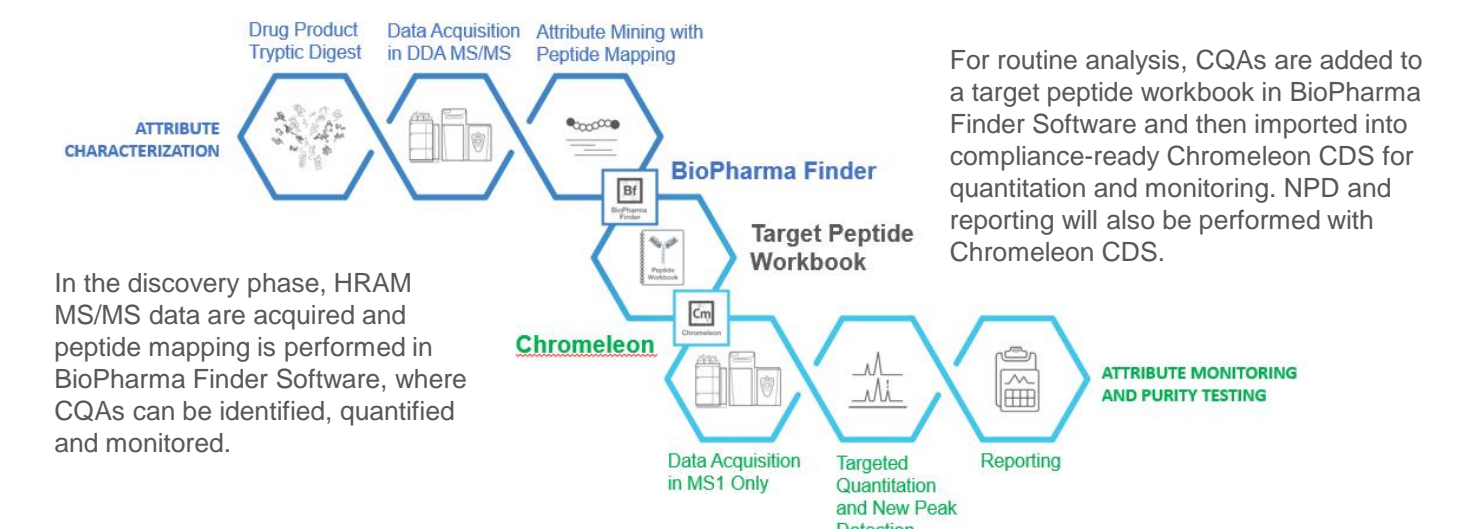 Drug Product
Tryptic Digest
Data Acquisition
in DDA MS/MS
Attribute Mining with
Peptide Mapping
ATTRIBUTE
CHARACTERIZATION
For routine analysis, CQAs are added to
a target peptide workbook in BioPharma
Finder Software and then imported into
compliance-ready Chromeleon CDS for
quantitation and monitoring. NPD and
reporting will also be performed with
Chromeleon CDS.
BioPharma Finder
Bf
BioPharma
Finder
Target Peptide
Workbook
Peptide
Workbook
In the discovery phase, HRAM
MS/MS data are acquired and
peptide mapping is performed in
BioPharma Finder Software, where
CQAs can be identified, quantified
and monitored.
Cm
Chromeleon
Chromeleon
ATTRIBUTE MONITORING
AND PURITY TESTING
Data Acquisition
in MS1 Only
Targeted
Quantitation
and New Peak
Detection
Reporting